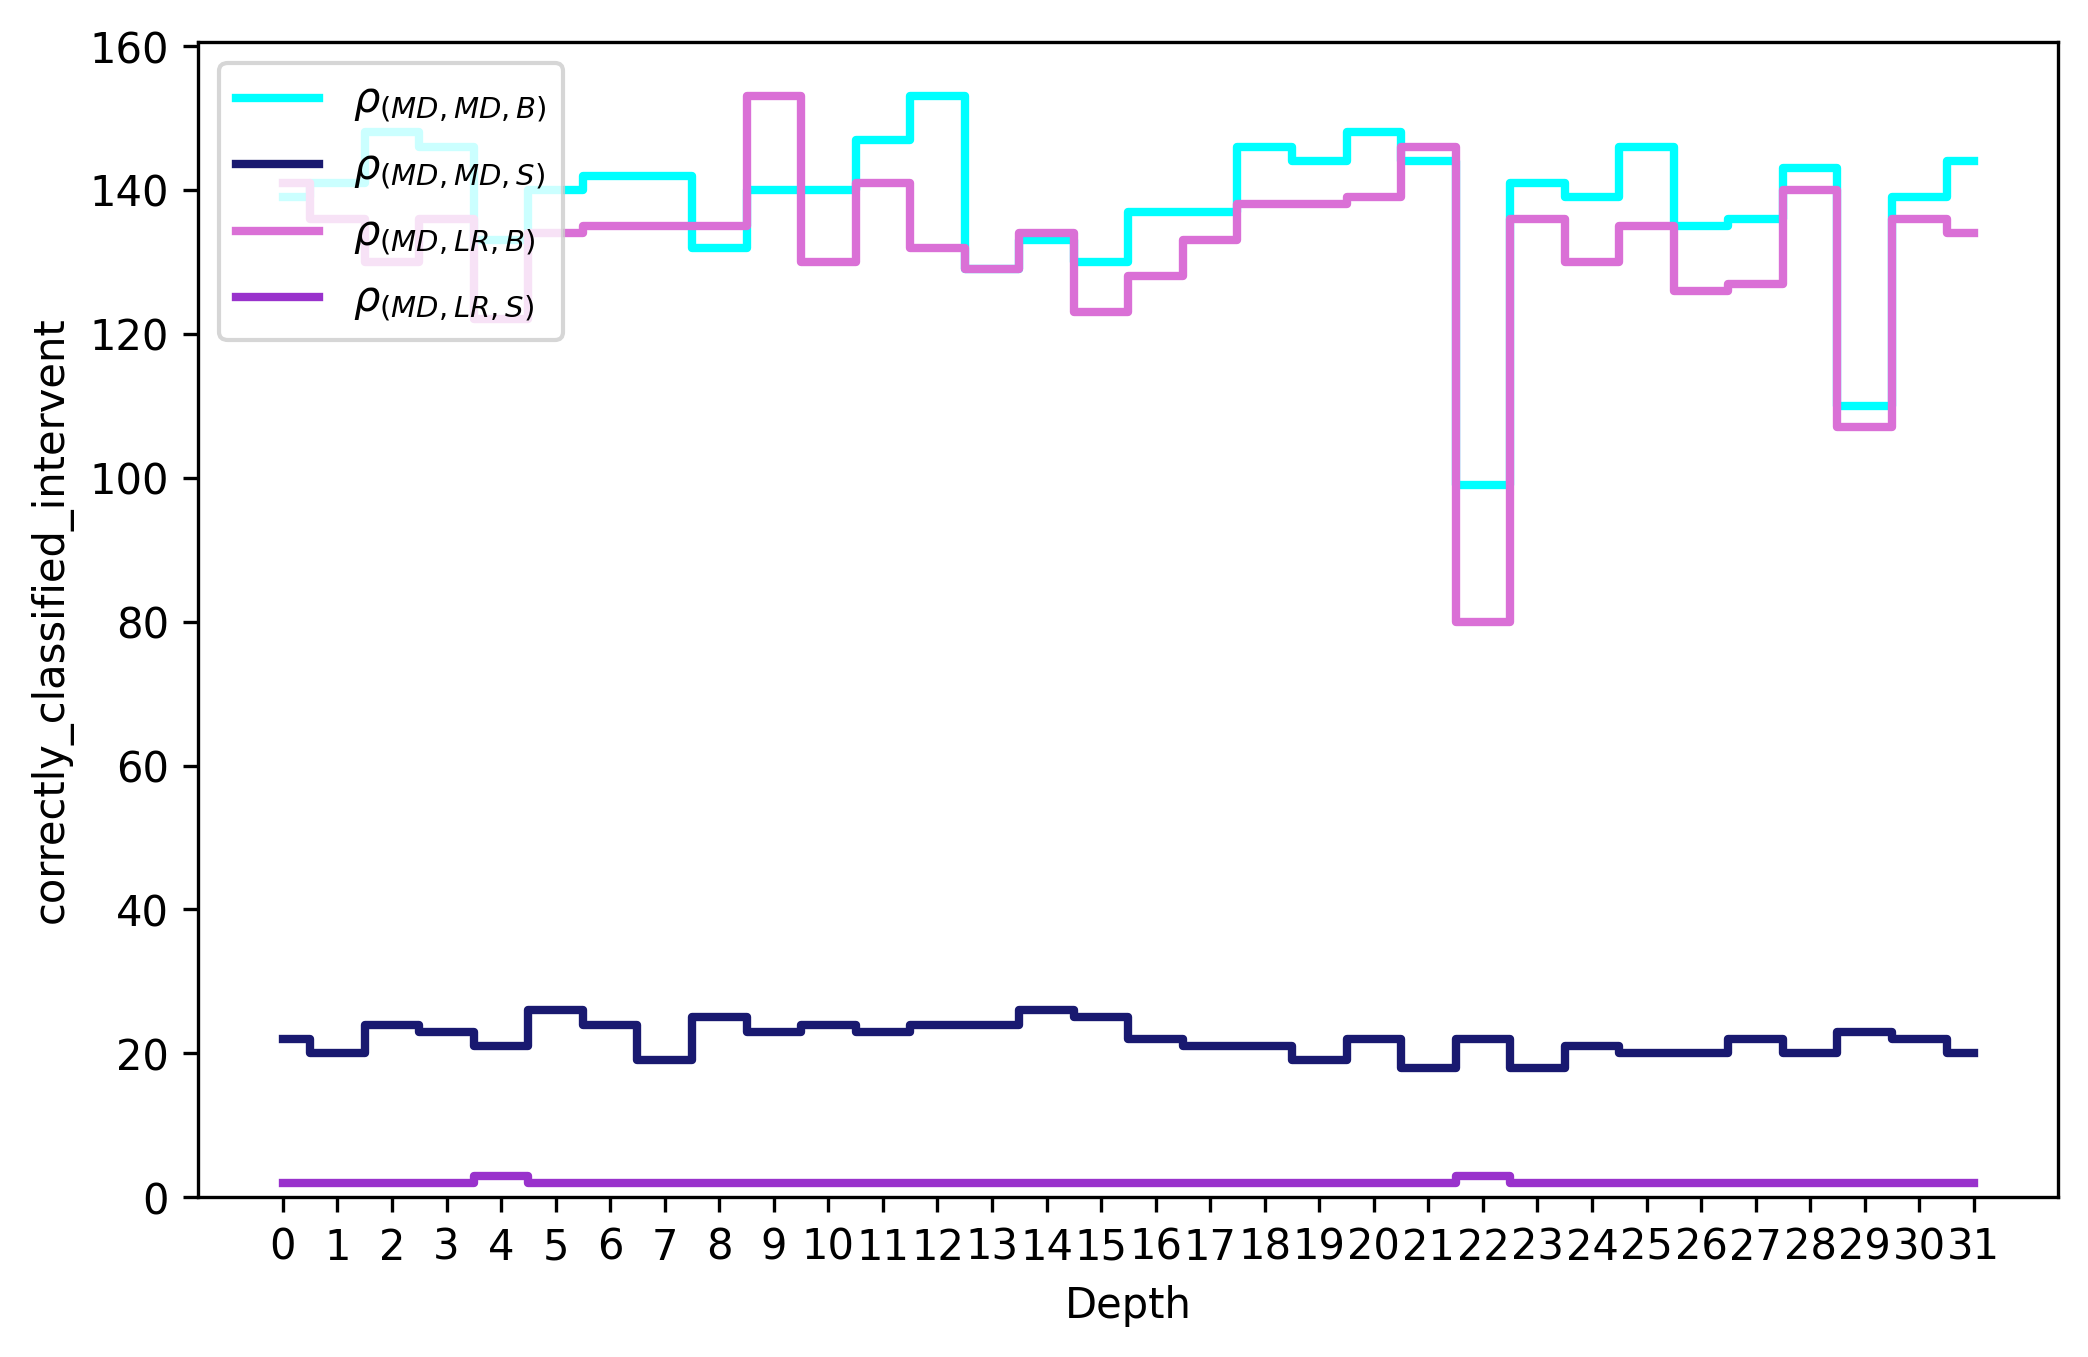 160
140
120
100
80
60
40
20
0
correctly_classified_intervent
ρ(MD, MD, B)
ρ(MD, MD, S)
ρ(MD, LR, B)
ρ(MD, LR, S)
0 1 2 3 4 5 6 7 8 9 10 11 12 13 14 15 16 17 18 19 20 21 22 23 24 25 26 27 28 29 30 31
Depth